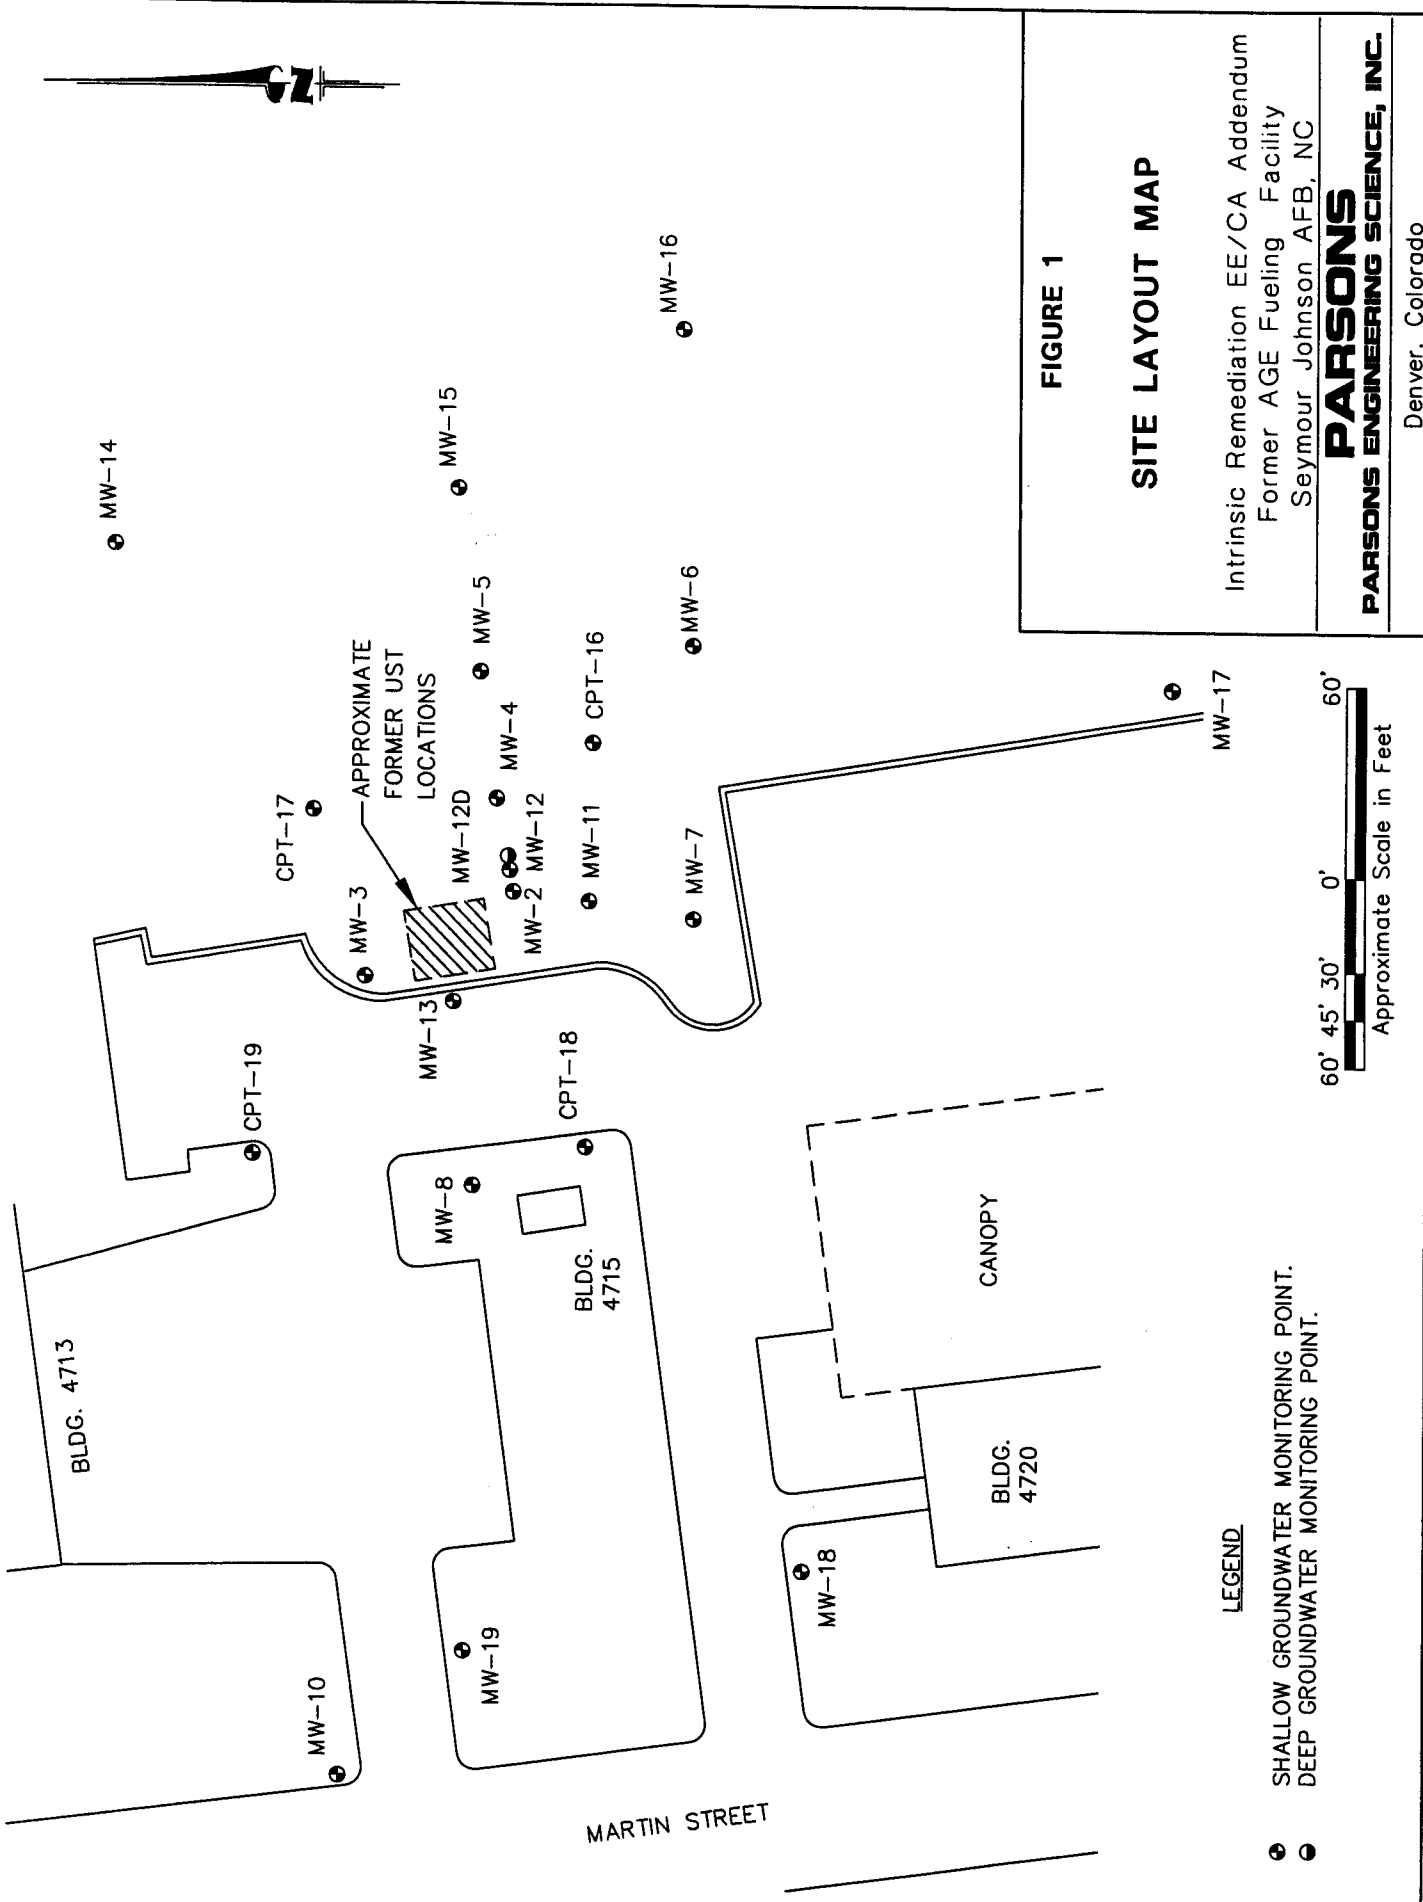 N
BLDG. 4713
MW-10
CPT-19
CPT-17
MW-14
MW-3
APPROXIMATE
FORMER UST
LOCATIONS
MW-13
MW-8
MW-19
MW-12D
MW-15
MW-5
MW-4
MW-2
MW-12
CPT-18
CPT-16
MW-11
BLDG.
4715
MW-16
MW-6
MW-7
MARTIN STREET
MW-18
CANOPY
BLDG.
4720
MW-17
LEGEND
SHALLOW GROUNDWATER MONITORING POINT.
DEEP GROUNDWATER MONITORING POINT.
60' 45' 30' 0' 60'
Approximate Scale in Feet
FIGURE 1
SITE LAYOUT MAP
Intrinsic Remediation EE/CA Addendum
Former AGE Fueling Facility
Seymour Johnson AFB, NC
PARSONS
PARSONS ENGINEERING SCIENCE, INC.
Denver, Colorado